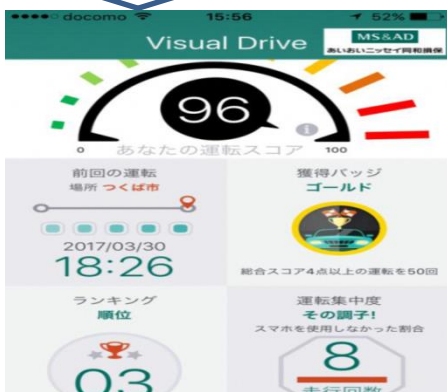 docomo 15:56 52%
Visual Drive
MS&AD
あいおいニッセイ同和損保
96
0 あなたの運転スコア 100
前回の運転
場所 つくば市
2017/03/30
18:26
獲得バッジ
ゴールド
総合スコア4点以上の運転を50回
ランキング
順位
03
運転集中度
その調子!
スマホを使用しなかった割合
8
走行回数